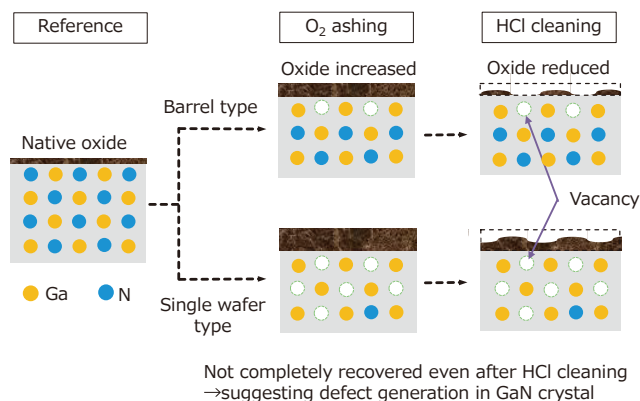 Reference
O₂ ashing
HCl cleaning
Oxide increased
Oxide reduced
Barrel type
Native oxide
Vacancy
Ga
N
Single wafer
type
Not completely recovered even after HCl cleaning
→suggesting defect generation in GaN crystal